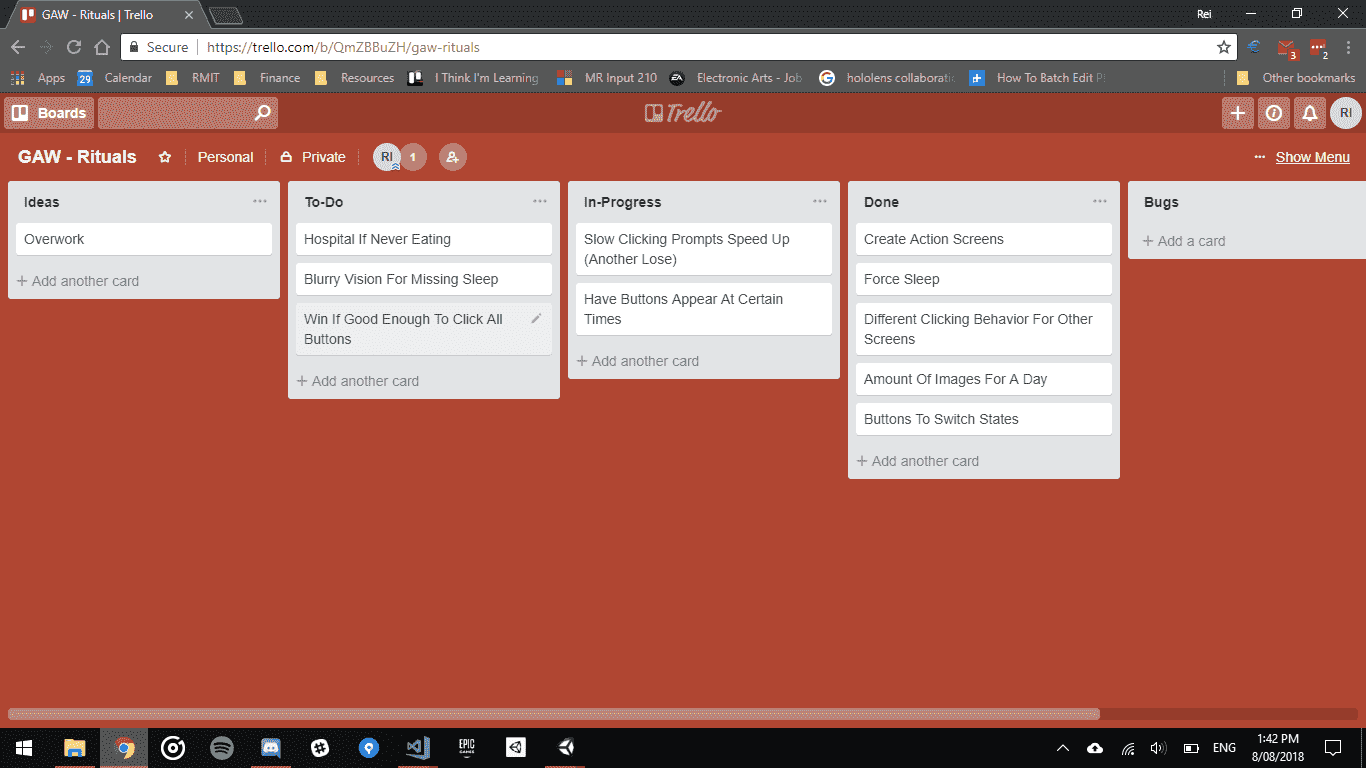 GAW - Rituals | Trello
Rei
Secure
https://trello.com/b/QmZBBuZH/gaw-rituals
3
2
Apps
29
Calendar
RMIT
Finance
Resources
I Think I'm Learning
MR Input 210
EA
Electronic Arts - Job
G
hololens collaboratio
How To Batch Edit P
Other bookmarks
Boards
Trello
RI
GAW - Rituals
Personal
Private
RI
1
Show Menu
Ideas
Overwork
+ Add another card
To-Do
Hospital If Never Eating
Blurry Vision For Missing Sleep
Win If Good Enough To Click All
Buttons
+ Add another card
In-Progress
Slow Clicking Prompts Speed Up
(Another Lose)
Have Buttons Appear At Certain
Times
+ Add another card
Done
Create Action Screens
Force Sleep
Different Clicking Behavior For Other
Screens
Amount Of Images For A Day
Buttons To Switch States
+ Add another card
Bugs
+ Add a card
EPIC
GAMES
ENG
1:42 PM
8/08/2018